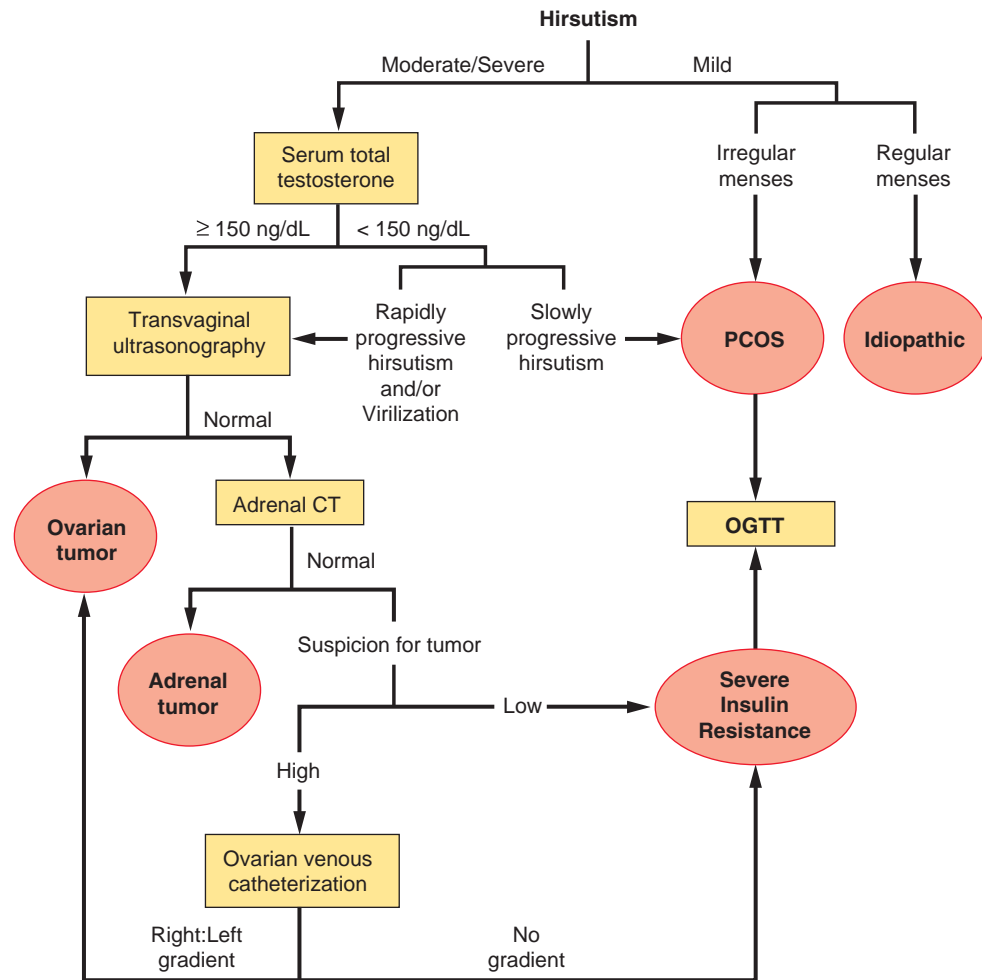 Hirsutism
Moderate/Severe
Mild
Serum total
testosterone
Irregular
menses
Regular
menses
≥ 150 ng/dL
< 150 ng/dL
Transvaginal
ultrasonography
Rapidly
progressive
hirsutism
and/or
Virilization
Slowly
progressive
hirsutism
PCOS
Idiopathic
Normal
Ovarian
tumor
Adrenal CT
OGTT
Normal
Adrenal
tumor
Suspicion for tumor
Low
Severe
Insulin
Resistance
High
Ovarian venous
catheterization
Right:Left
gradient
No
gradient